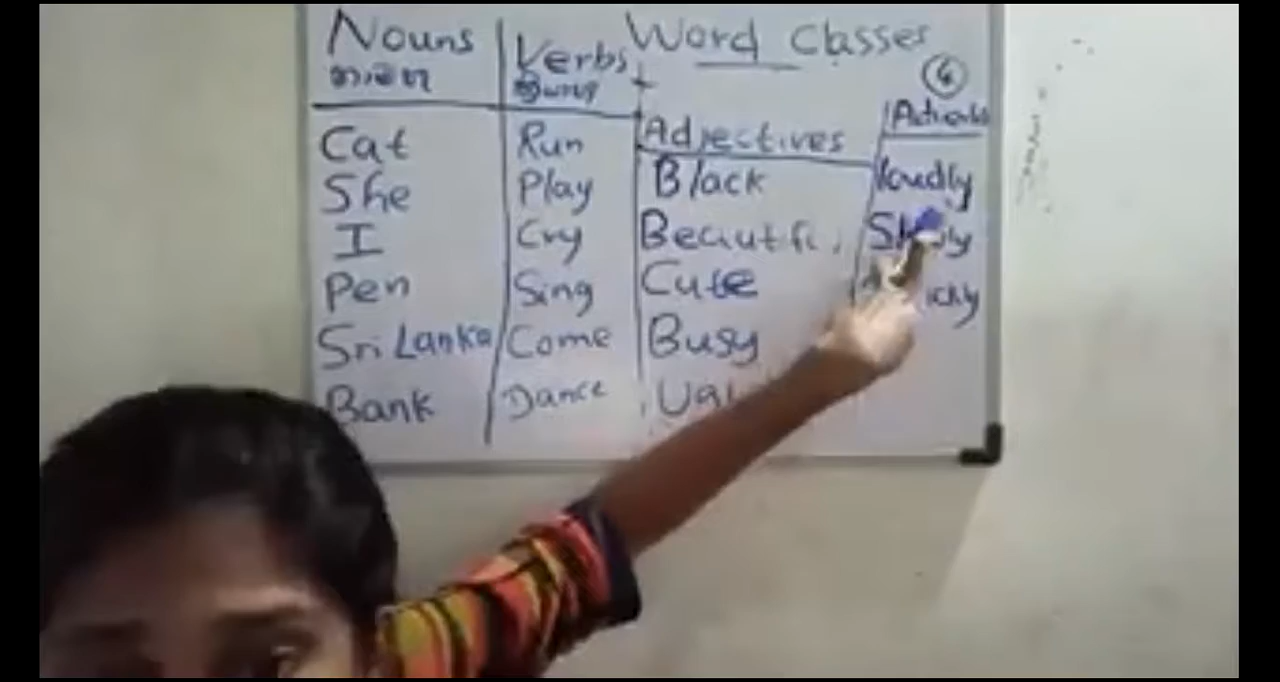 Word Classes
Nouns
Cat
She
I
Pen
Sri Lanka
Bank
Verbs
Run
Play
Cry
Sing
Come
Dance
Adjectives
Black
Cute
Busy
Adverbs
loudly